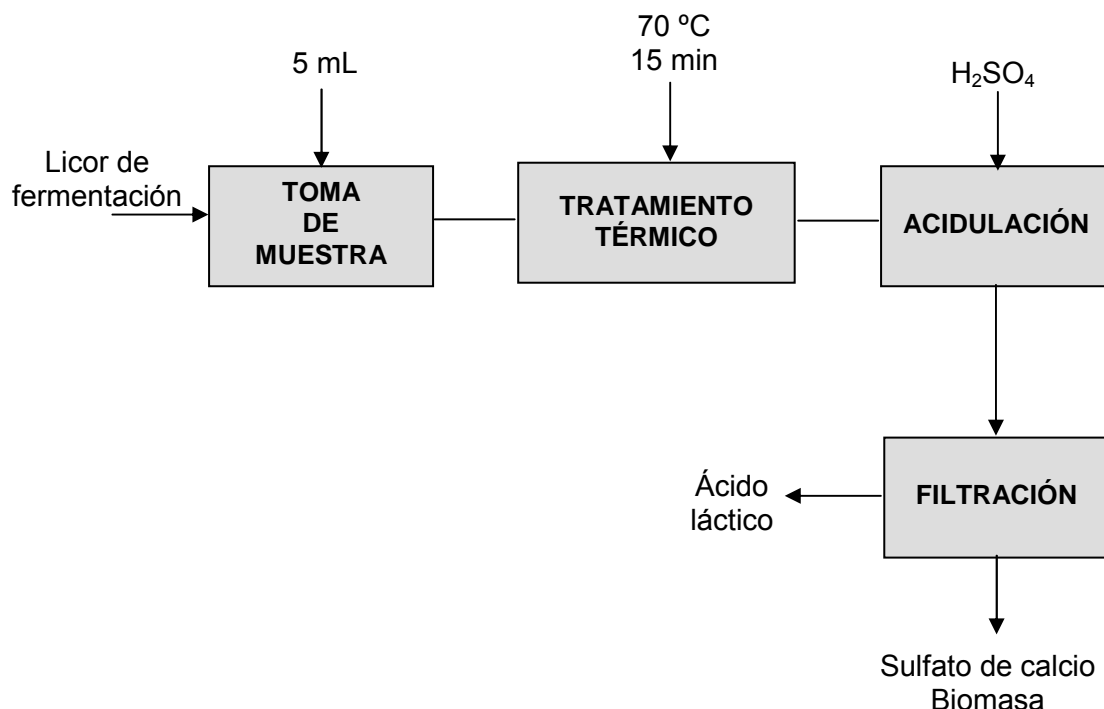 Licor de
fermentación
5 mL
TOMA
DE
MUESTRA
70 ºC
15 min
TRATAMIENTO
TÉRMICO
H₂SO₄
ACIDULACIÓN
FILTRACIÓN
Ácido
láctico
Sulfato de calcio
Biomasa